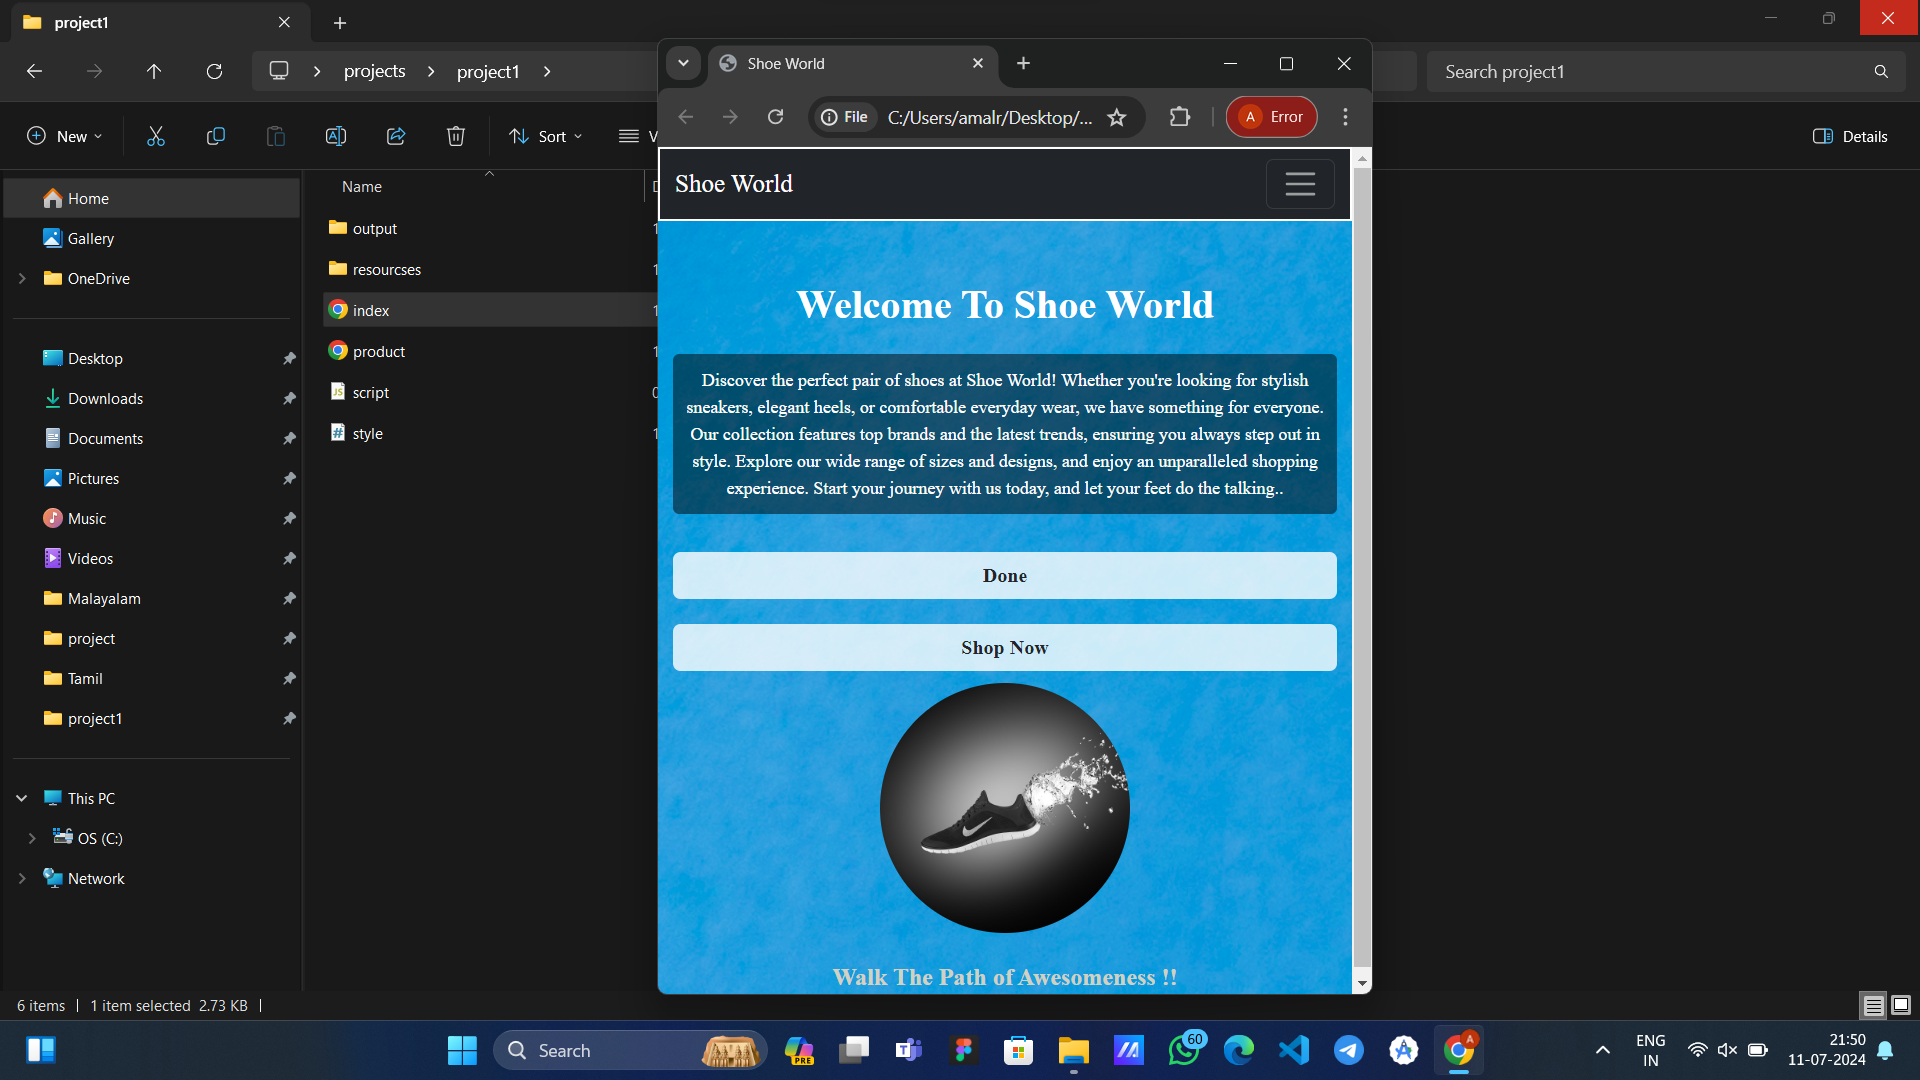 project1
projects
project1
Search project1
New
Sort
Details
Home
Gallery
OneDrive
Desktop
Downloads
Documents
Pictures
Music
Videos
Malayalam
project
Tamil
project1
This PC
OS (C:)
Network
Name
output
resourcses
index
product
script
style
6 items
1 item selected 2.73 KB
Shoe World
File
C:/Users/amalr/Desktop/...
A
Error
Shoe World
Welcome To Shoe World
Discover the perfect pair of shoes at Shoe World! Whether you're looking for stylish
sneakers, elegant heels, or comfortable everyday wear, we have something for everyone.
Our collection features top brands and the latest trends, ensuring you always step out in
style. Explore our wide range of sizes and designs, and enjoy an unparalleled shopping
experience. Start your journey with us today, and let your feet do the talking..
Done
Shop Now
Walk The Path of Awesomeness !!
Search
PRE
60
A
ENG
IN
21:50
11-07-2024